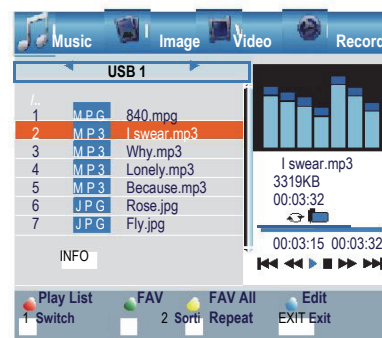 Music Image Video Record
USB 1
/..
1 MPG 840.mpg
2 MP3 I swear.mp3
3 MP3 Why.mp3
4 MP3 Lonely.mp3
5 MP3 Because.mp3
6 JPG Rose.jpg
7 JPG Fly.jpg
I swear.mp3
3319KB
00:03:32
00:03:15 00:03:32
INFO
Play List FAV FAV All Edit
1 Switch 2 Sorti Repeat EXIT Exit